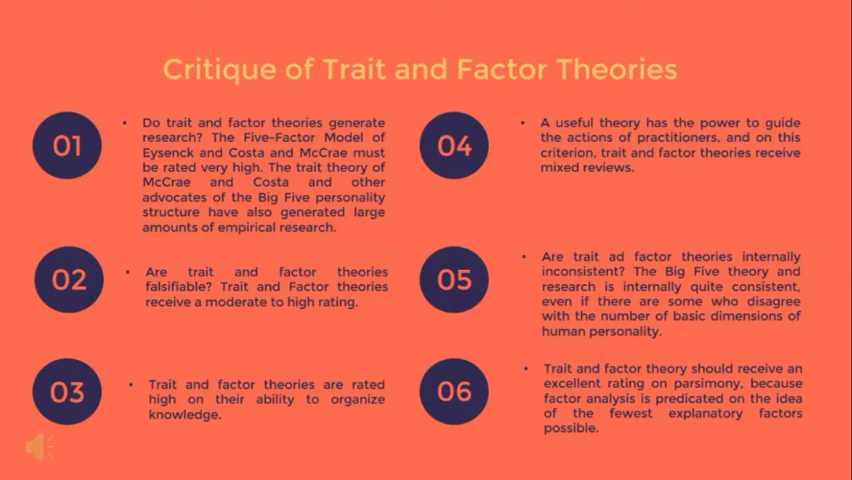 Critique of Trait and Factor Theories
01
• Do trait and factor theories generate
research? The Five-Factor Model of
Eysenck and Costa and McCrae must
be rated very high. The trait theory of
McCrae and Costa and other
advocates of the Big Five personality
structure have also generated large
amounts of empirical research.
02
• Are trait and factor theories
falsifiable? Trait and Factor theories
receive a moderate to high rating.
03
• Trait and factor theories are rated
high on their ability to organize
knowledge.
04
• A useful theory has the power to guide
the actions of practitioners, and on this
criterion, trait and factor theories receive
mixed reviews.
05
• Are trait ad factor theories internally
inconsistent? The Big Five theory and
research is internally quite consistent,
even if there are some who disagree
with the number of basic dimensions of
human personality.
06
• Trait and factor theory should receive an
excellent rating on parsimony, because
factor analysis is predicated on the idea
of the fewest explanatory factors
possible.